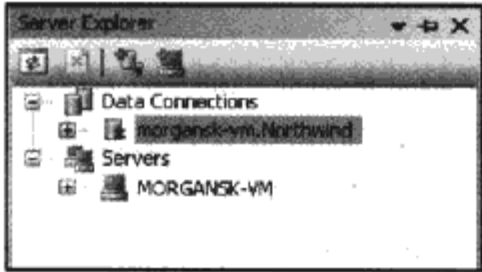 Server Explorer
Data Connections
morgansk-vm.Northwind
Servers
MORGANSK-VM